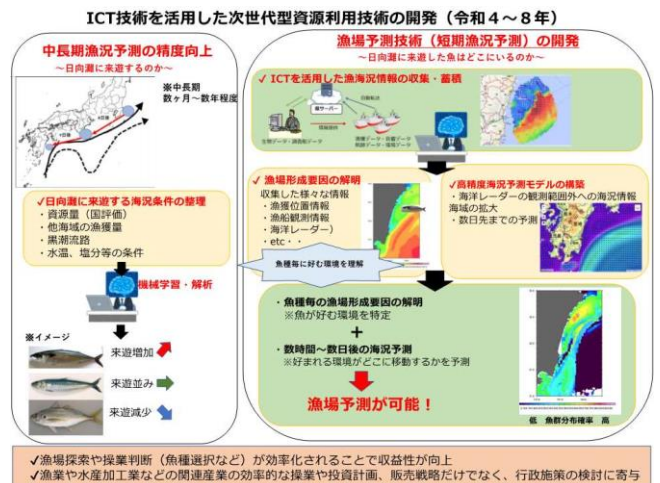 ICT技術を活用した次世代型資源利用技術の開発（令和４～８年）
中長期漁況予測の精度向上
～日向灘に来遊するのか～
※中長期
数ヶ月～数年程度
✓日向灘に来遊する海況条件の整理
・資源量（国評価）
・他海域の漁獲量
・黒潮流路
・水温、塩分等の条件
機械学習・解析
※イメージ
来遊増加
来遊並み
来遊減少
漁場予測技術（短期漁況予測）の開発
～日向灘に来遊した魚はどこにいるのか～
✓ ICTを活用した漁海況情報の収集・蓄積
✓ 漁場形成要因の解明
収集した様々な情報
・漁獲位置情報
・漁船観測情報
・海洋レーダー）
・etc・・
✓高精度海況予測モデルの構築
・海洋レーダーの観測範囲外への海況情報
海域の拡大
・数日先までの予測
魚種毎に好む環境を理解
・魚種毎の漁場形成要因の解明
※魚が好む環境を特定
＋
・数時間～数日後の海況予測
※好まれる環境がどこに移動するかを予測
漁場予測が可能！
低 魚群分布確率 高
✓漁場探索や操業判断（魚種選択など）が効率化されることで収益性が向上
✓漁業や水産加工業などの関連産業の効率的な操業や投資計画、販売戦略だけでなく、行政施策の検討に寄与